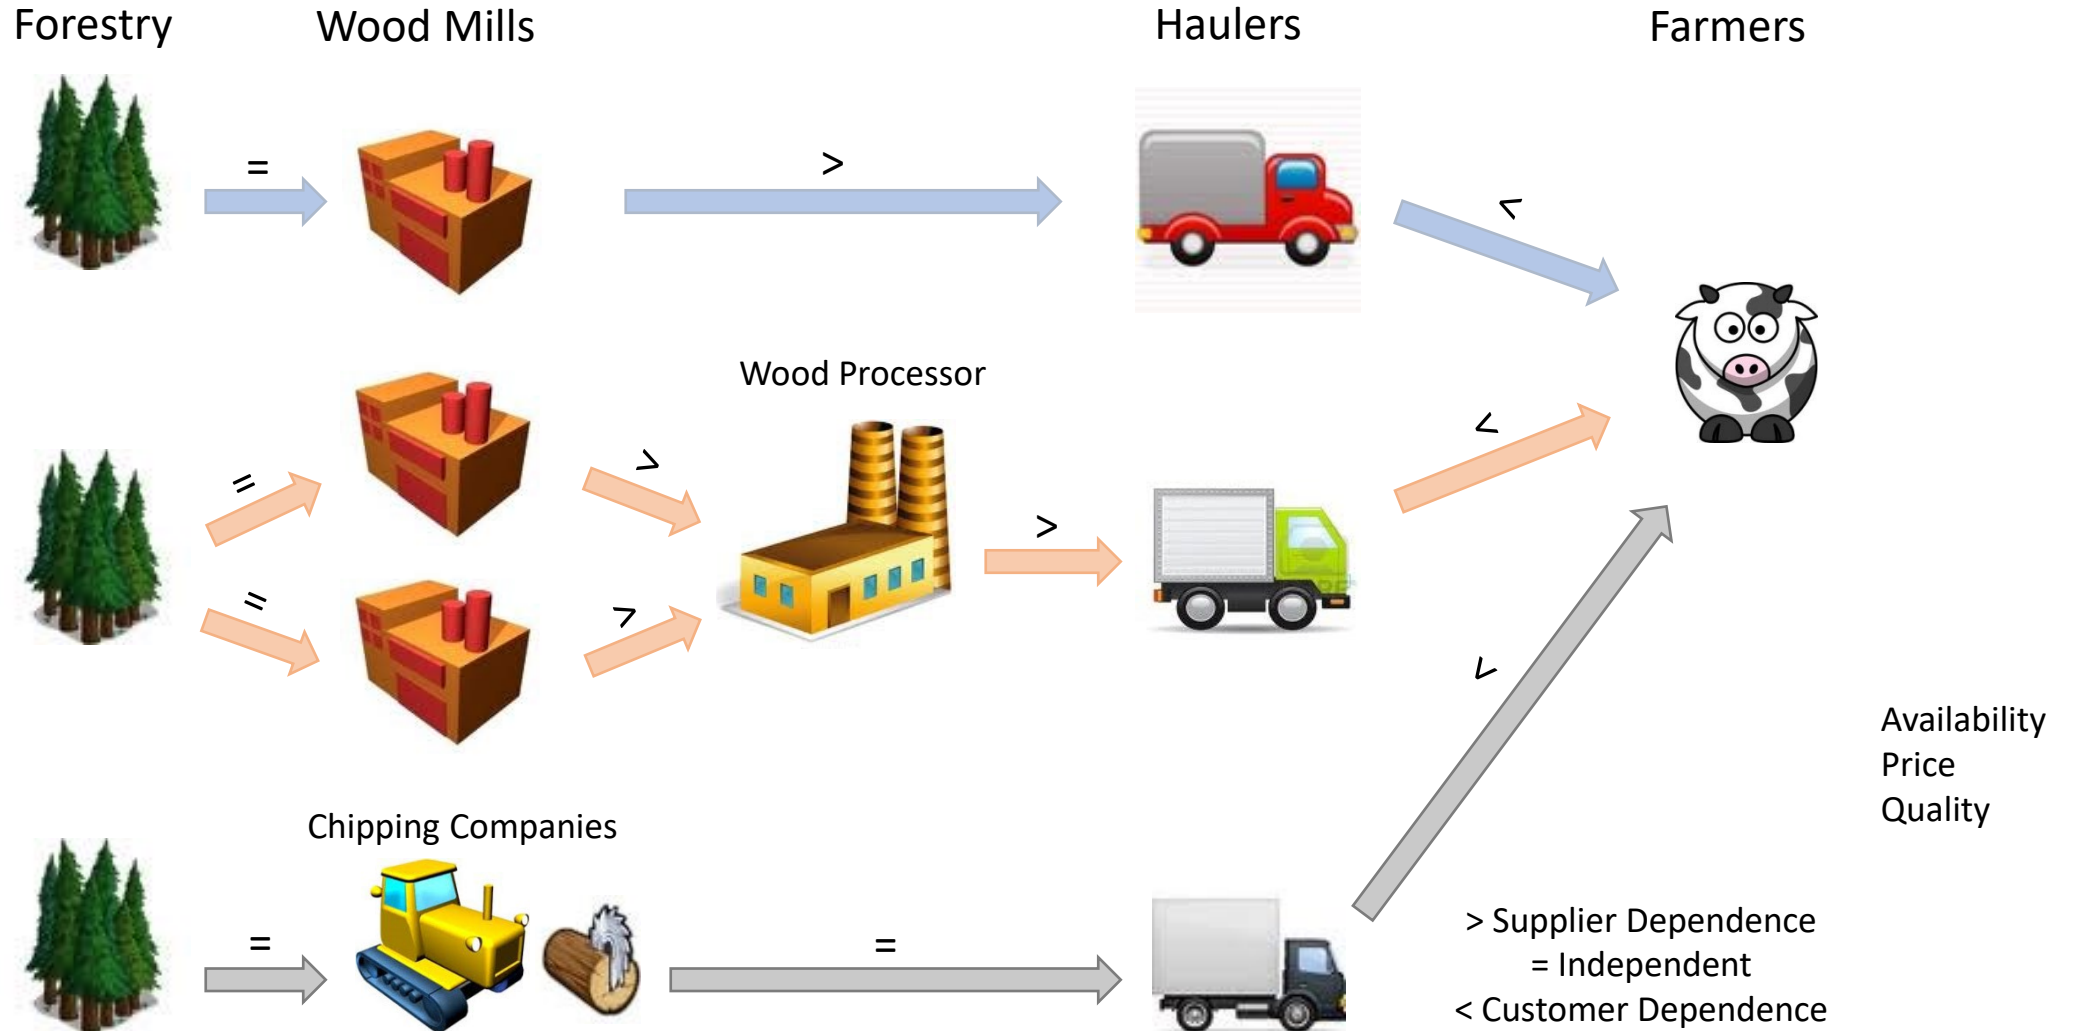 Forestry
Wood Mills
Haulers
Farmers
=
>
<
Wood Processor
=
>
<
>
=
>
<
Availability
Price
Quality
Chipping Companies
=
=
> Supplier Dependence
= Independent
< Customer Dependence